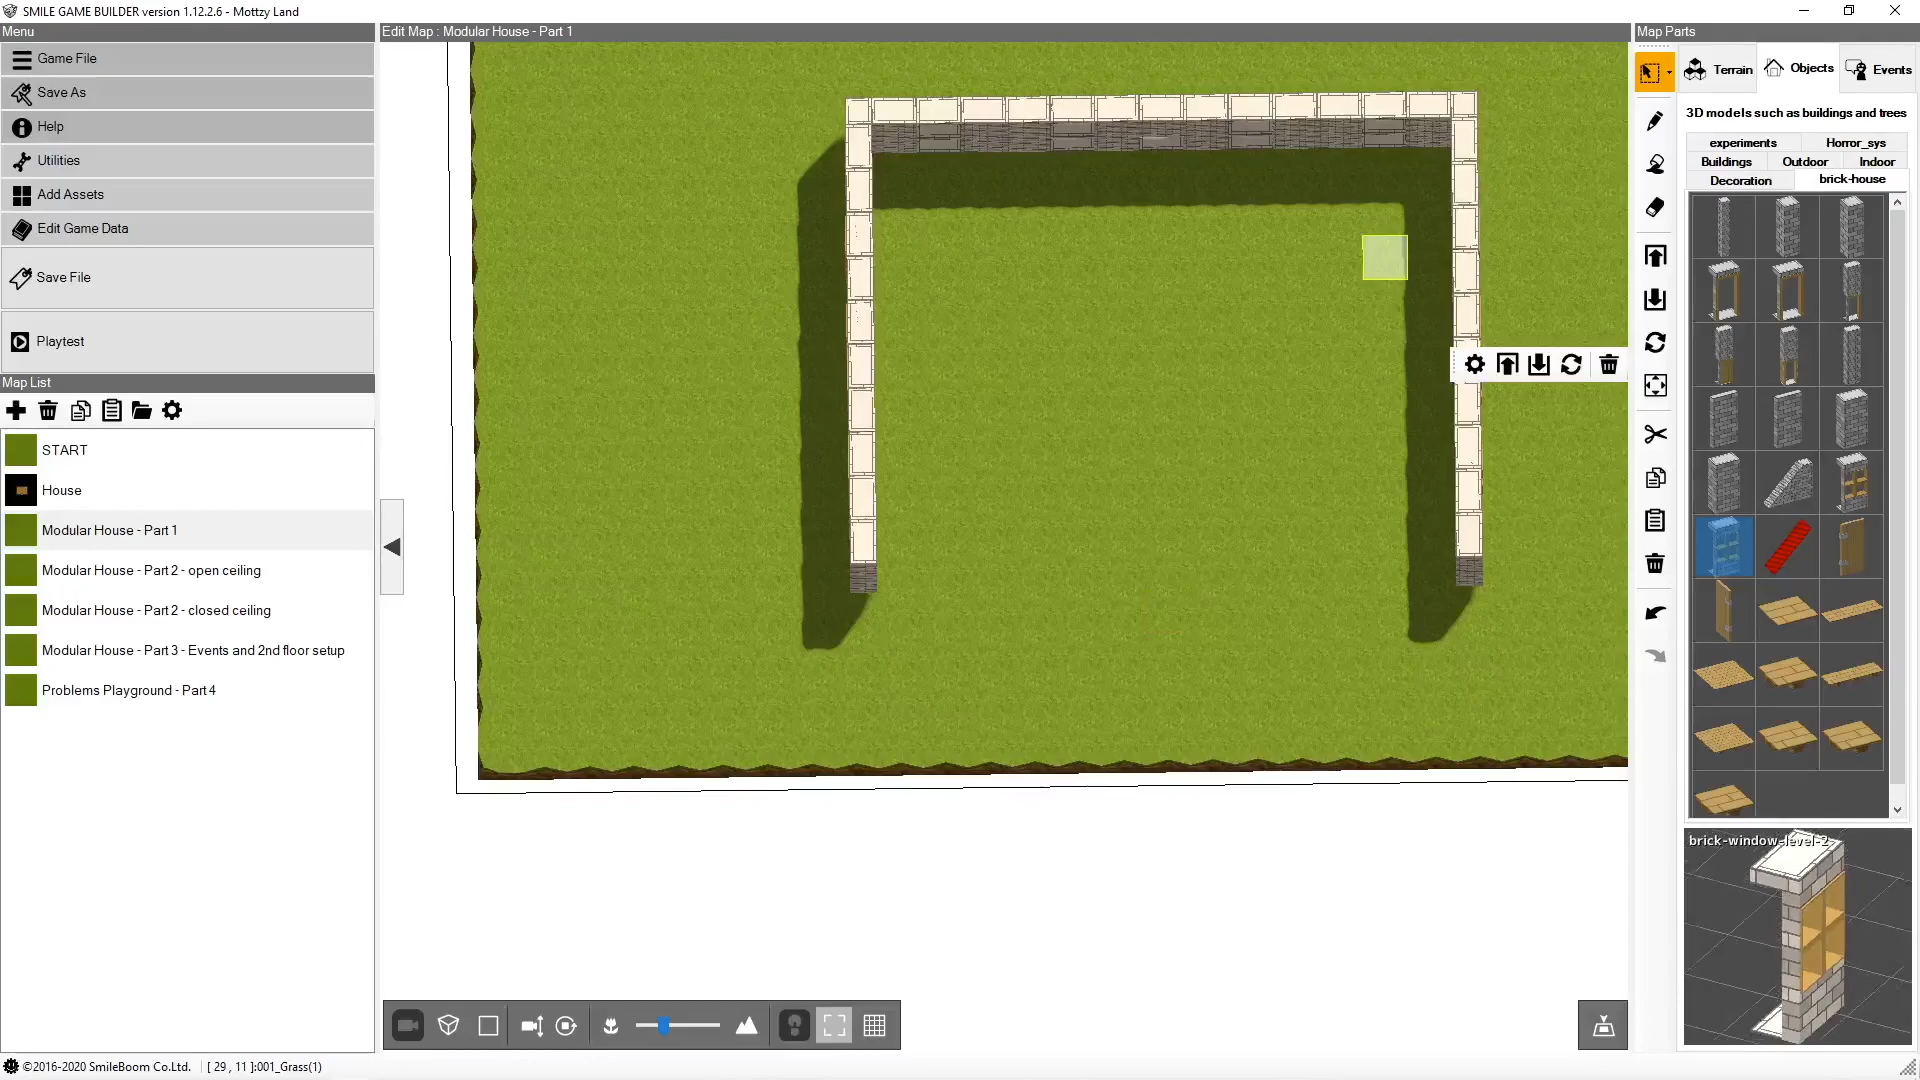 SMILE GAME BUILDER version 1.12.2.6 - Mottzy Land
Menu
Game File
Save As
Help
Utilities
Add Assets
Edit Game Data
Save File
Playtest
Map List
START
House
Modular House - Part 1
Modular House - Part 2 - open ceiling
Modular House - Part 2 - closed ceiling
Modular House - Part 3 - Events and 2nd floor setup
Problems Playground - Part 4
Edit Map : Modular House - Part 1
Map Parts
Terrain Objects Events
3D models such as buildings and trees
experiments Horror_sys
Buildings Outdoor Indoor
Decoration brick-house
brick-window-level-2
©2016-2020 SmileBoom Co.Ltd. [ 29 , 11 ]:001_Grass(1)